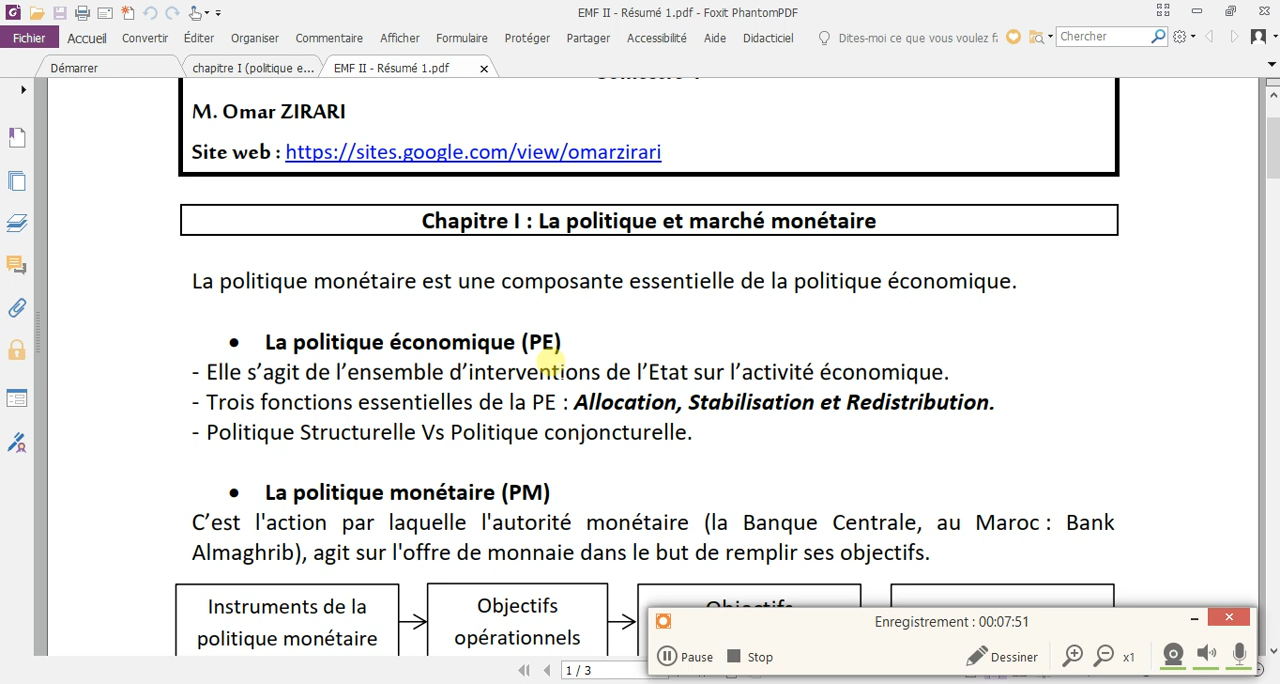 EMF II - Résumé 1.pdf - Foxit PhantomPDF
Fichier Accueil Convertir Éditer Organiser Commentaire Afficher Formulaire Protéger Partager Accessibilité Aide Didacticiel Dites-moi ce que vous voulez f. Chercher
Démarrer chapitre I (politique e... EMF II - Résumé 1.pdf
M. Omar ZIRARI
Site web : https://sites.google.com/view/omarzirari
Chapitre I : La politique et marché monétaire
La politique monétaire est une composante essentielle de la politique économique.
• La politique économique (PE)
- Elle s’agit de l’ensemble d’interventions de l’Etat sur l’activité économique.
- Trois fonctions essentielles de la PE : Allocation, Stabilisation et Redistribution.
- Politique Structurelle Vs Politique conjoncturelle.
• La politique monétaire (PM)
C’est l'action par laquelle l'autorité monétaire (la Banque Centrale, au Maroc : Bank
Almaghrib), agit sur l'offre de monnaie dans le but de remplir ses objectifs.
Instruments de la
politique monétaire
Objectifs
opérationnels
Enregistrement : 00:07:51
Pause Stop Dessiner x1
1 / 3